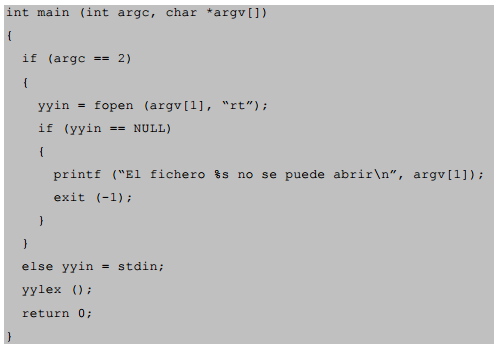 int main (int argc, char *argv[])
{
if (argc == 2)
{
yyin = fopen (argv[1], “rt”);
if (yyin == NULL)
{
printf (“El fichero %s no se puede abrir\n”, argv[1]);
exit (-1);
}
}
else yyin = stdin;
yylex ();
return 0;
}